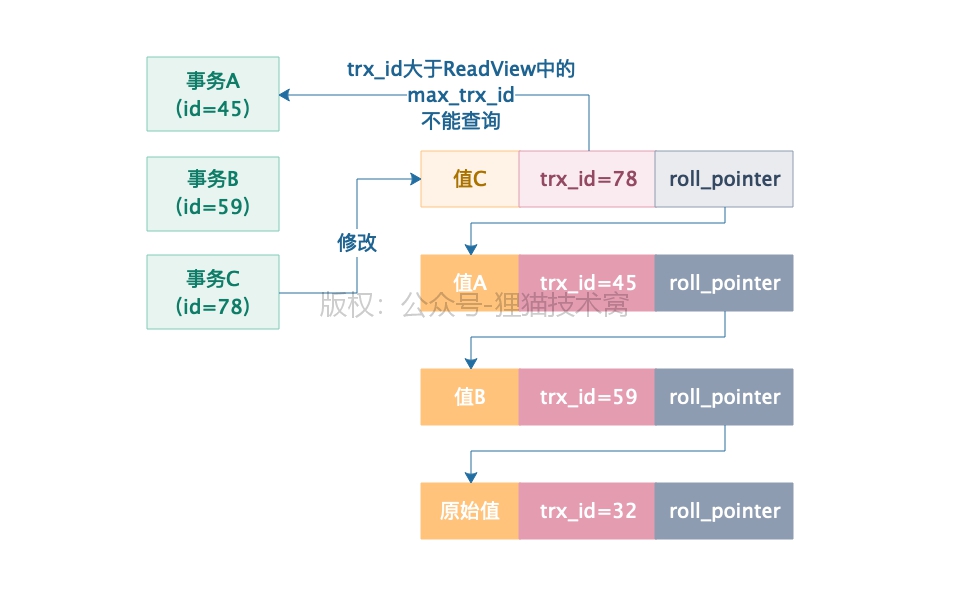 事务A
(id=45)
trx_id大于ReadView中的
max_trx_id
不能查询
事务B
(id=59)
值C
trx_id=78
roll_pointer
修改
事务C
(id=78)
值A
trx_id=45
roll_pointer
版权：公众号-狸猫技术窝
值B
trx_id=59
roll_pointer
原始值
trx_id=32
roll_pointer